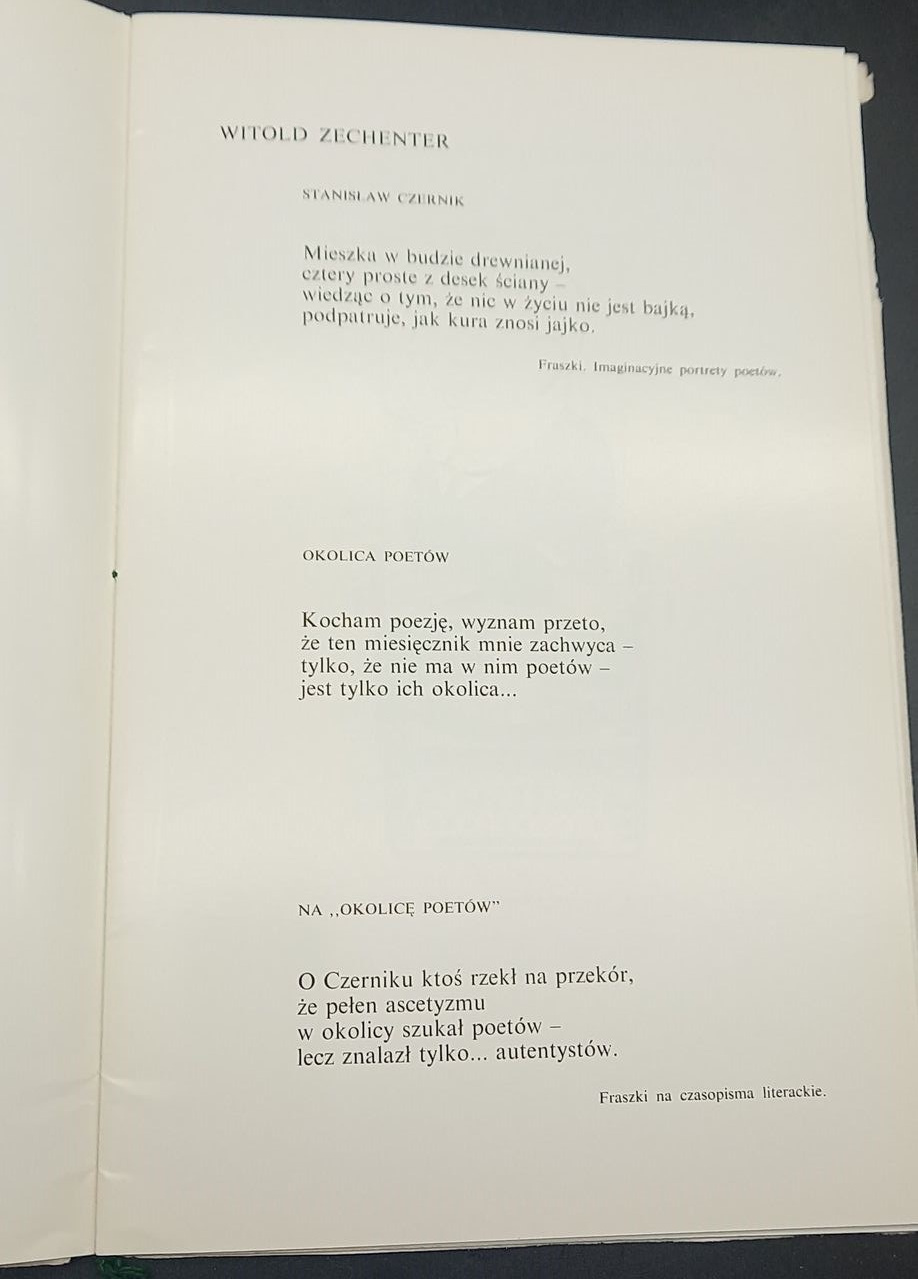 WITOLD ZECHENTER
STANISŁAW CZERNIK
Mieszka w budzie drewnianej,
cztery proste z desek ściany –
wiedząc o tym, że nic w życiu nie jest bajką,
podpatruje, jak kura znosi jajko.
Fraszki. Imaginacyjne portrety poetów.
OKOLICA POETÓW
Kocham poezję, wyznam przeto,
że ten miesięcznik mnie zachwyca –
tylko, że nie ma w nim poetów –
jest tylko ich okolica...
NA ,,OKOLICĘ POETÓW”
O Czerniku ktoś rzekł na przekór,
że pełen ascetyzmu
w okolicy szukał poetów –
lecz znalazł tylko... autentystów.
Fraszki na czasopisma literackie.